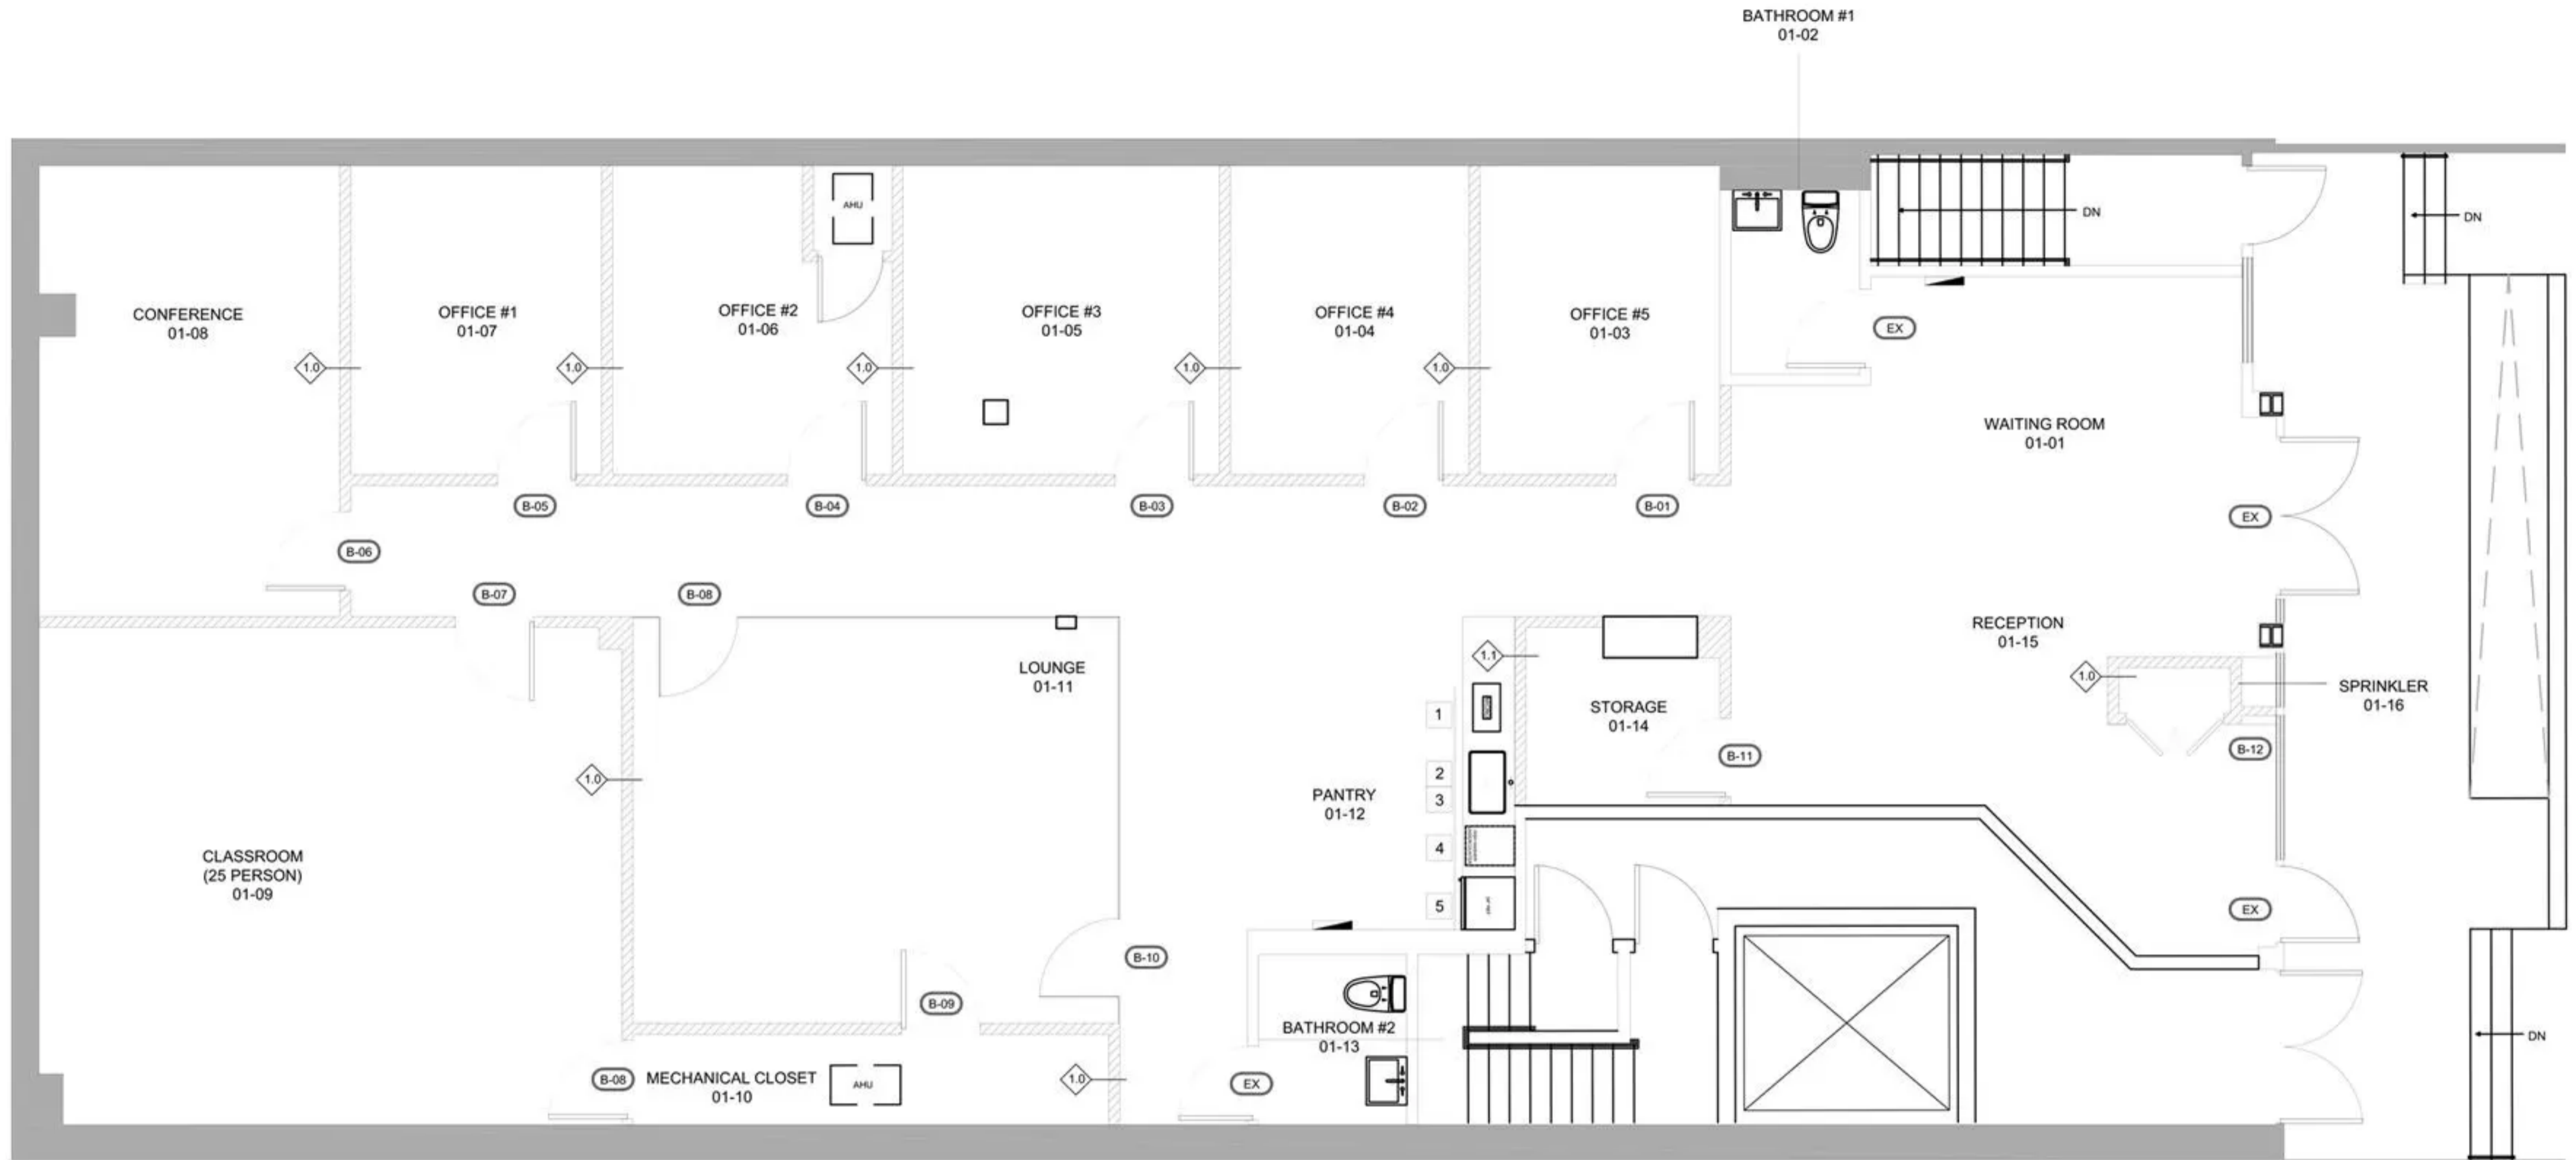 BATHROOM #1
01-02
AHU
DN
DN
CONFERENCE
01-08
OFFICE #1
01-07
OFFICE #2
01-06
OFFICE #3
01-05
OFFICE #4
01-04
OFFICE #5
01-03
EX
1.0
1.0
1.0
1.0
1.0
WAITING ROOM
01-01
B-05
B-04
B-03
B-02
B-01
EX
B-06
B-07
B-08
RECEPTION
01-15
LOUNGE
01-11
1.1
1.0
SPRINKLER
01-16
STORAGE
01-14
1
B-12
B-11
2
1.0
3
PANTRY
01-12
4
CLASSROOM
(25 PERSON)
01-09
5
EX
B-10
B-09
BATHROOM #2
01-13
DN
B-08
MECHANICAL CLOSET
01-10
AHU
1.0
EX